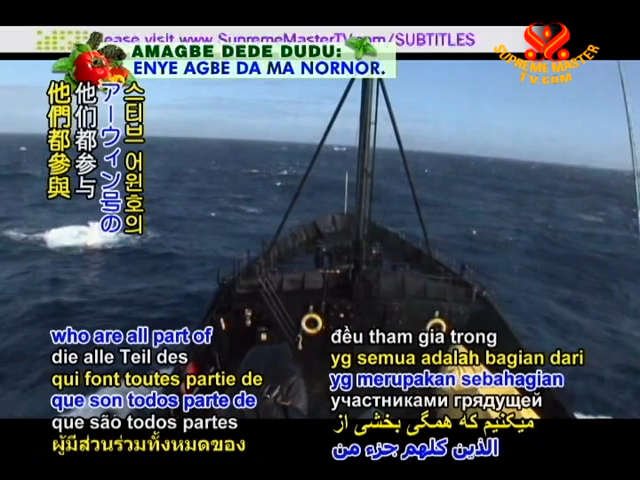 ease visit www.SupremeMasterTV.com/SUBTITLES
AMAGBE DEDE DUDU:
ENYE AGBE DA MA NORNOR.
SUPREME MASTER
TV.COM
스티브 어윈호의
アーウィン号の
他们都参与
他們都參與
who are all part of
die alle Teil des
qui font toutes partie de
que son todos parte de
que são todos partes
ผู้มีส่วนร่วมทั้งหมดของ
đều tham gia trong
yg semua adalah bagian dari
yg merupakan sebahagian
участниками грядущей
میکنیم که همگی بخشی از
الذين كلهم جزء من